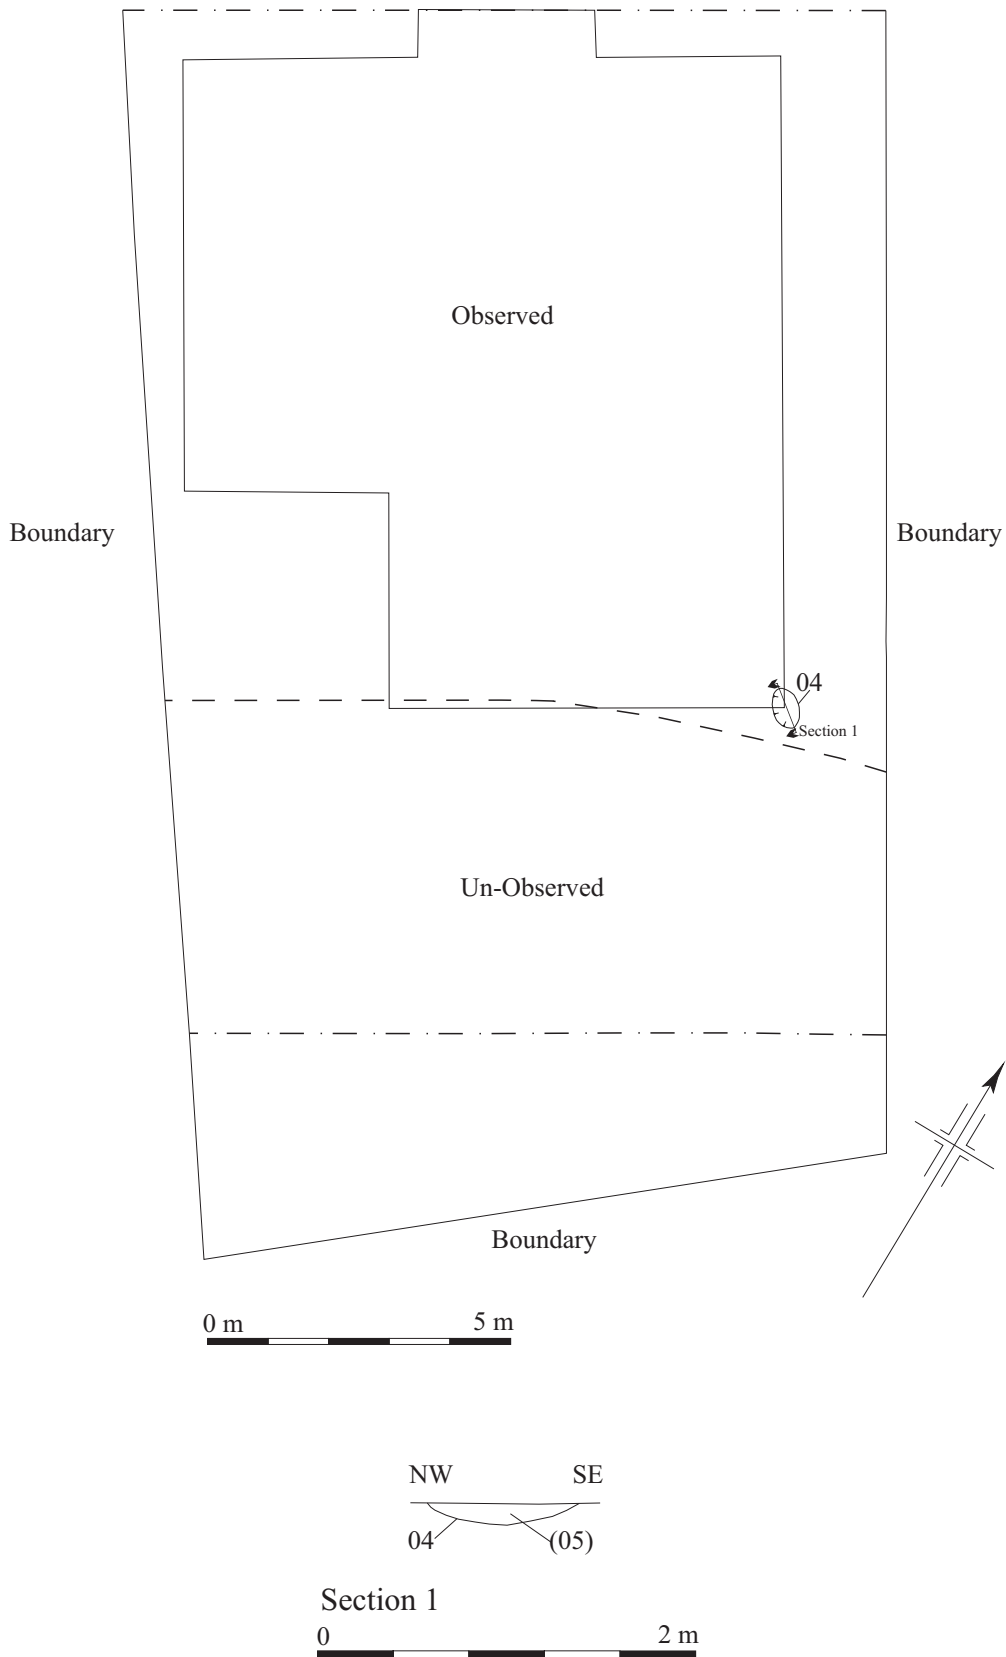 Observed
Boundary
Boundary
04
Section 1
Un-Observed
Boundary
0 m 5 m
NW SE
04 (05)
Section 1
0 2 m